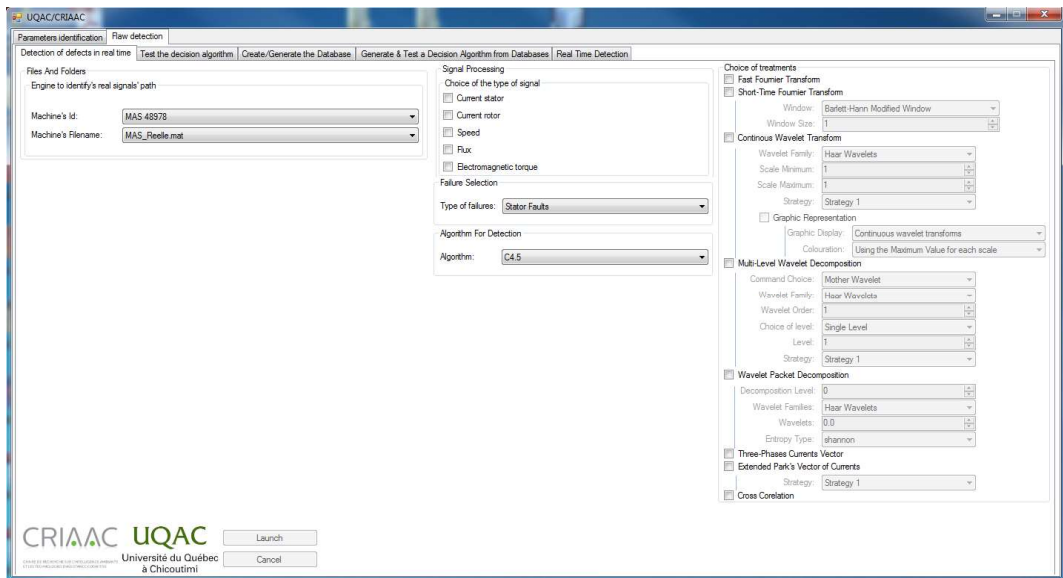 UQAC/CRIAAC
Parameters identification Raw detection
Detection of defects in real time Test the decision algorithm Create/Generate the Database Generate & Test a Decision Algorithm from Databases Real Time Detection
Files And Folders
Engine to identify's real signals' path
Machine's Id: MAS 48978
Machine's Filename: MAS_Reelle.mat
Signal Processing
Choice of the type of signal
Current stator
Current rotor
Speed
Flux
Electromagnetic torque
Failure Selection
Type of failures: Stator Faults
Algorithm For Detection
Algorithm: C4.5
Choice of treatments
Fast Fournier Transform
Short-Time Fournier Transform
Window: Barlett-Hann Modified Window
Window Size: 1
Continous Wavelet Transform
Wavelet Family: Haar Wavelets
Scale Minimum: 1
Scale Maximum: 1
Strategy: Strategy 1
Graphic Representation
Graphic Display: Continuous wavelet transforms
Colouration: Using the Maximum Value for each scale
Multi-Level Wavelet Decomposition
Command Choice: Mother Wavelet
Wavelet Family: Haar Wavelets
Wavelet Order: 1
Choice of level: Single Level
Level: 1
Strategy: Strategy 1
Wavelet Packet Decomposition
Decomposition Level: 0
Wavelet Families: Haar Wavelets
Wavelets: 0.0
Entropy Type: shannon
Three-Phases Currents Vector
Extended Park's Vector of Currents
Strategy: Strategy 1
Cross Corelation
CRIAAC
UQAC
Université du Québec
à Chicoutimi
Launch
Cancel